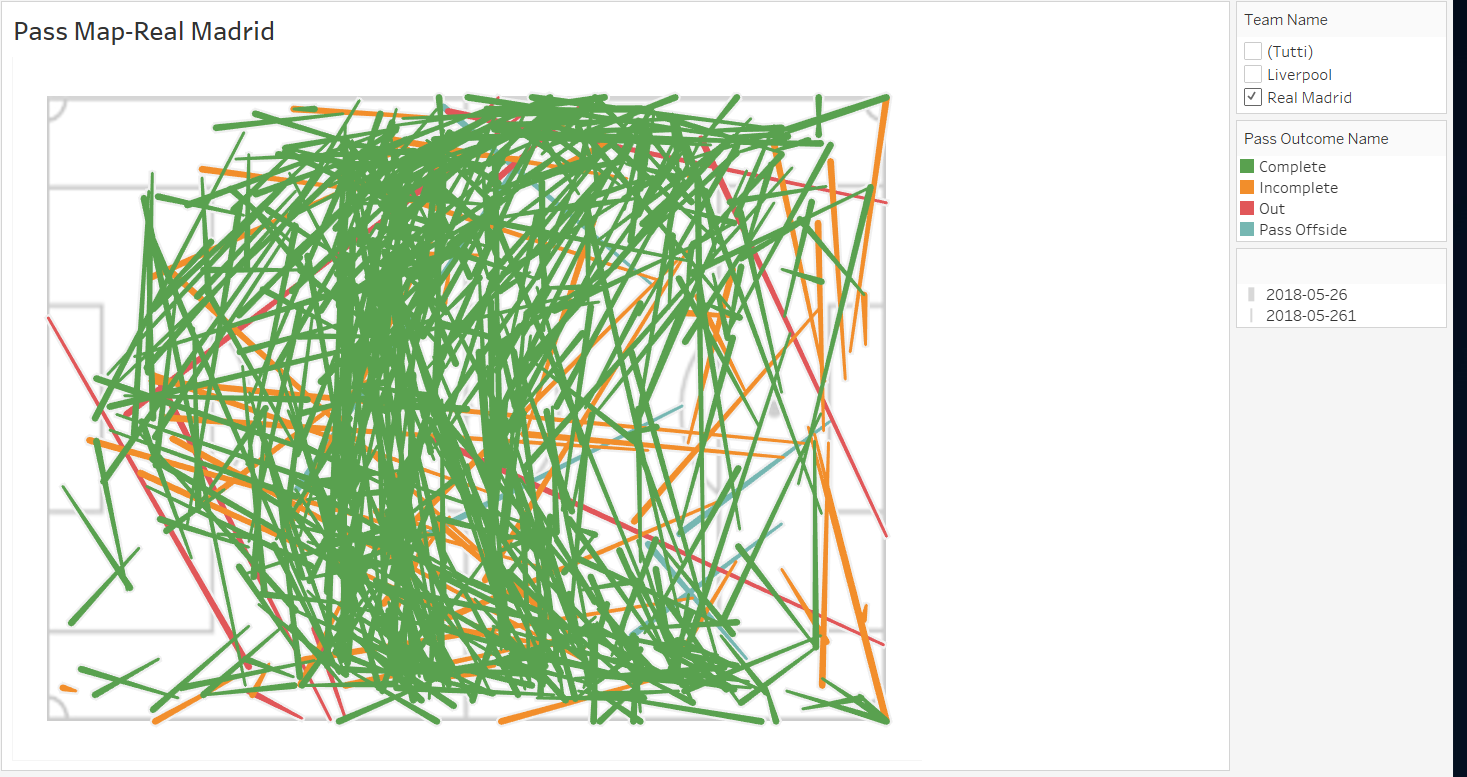 Pass Map-Real Madrid
Team Name
(Tutti)
Liverpool
Real Madrid
Pass Outcome Name
Complete
Incomplete
Out
Pass Offside
2018-05-26
2018-05-261